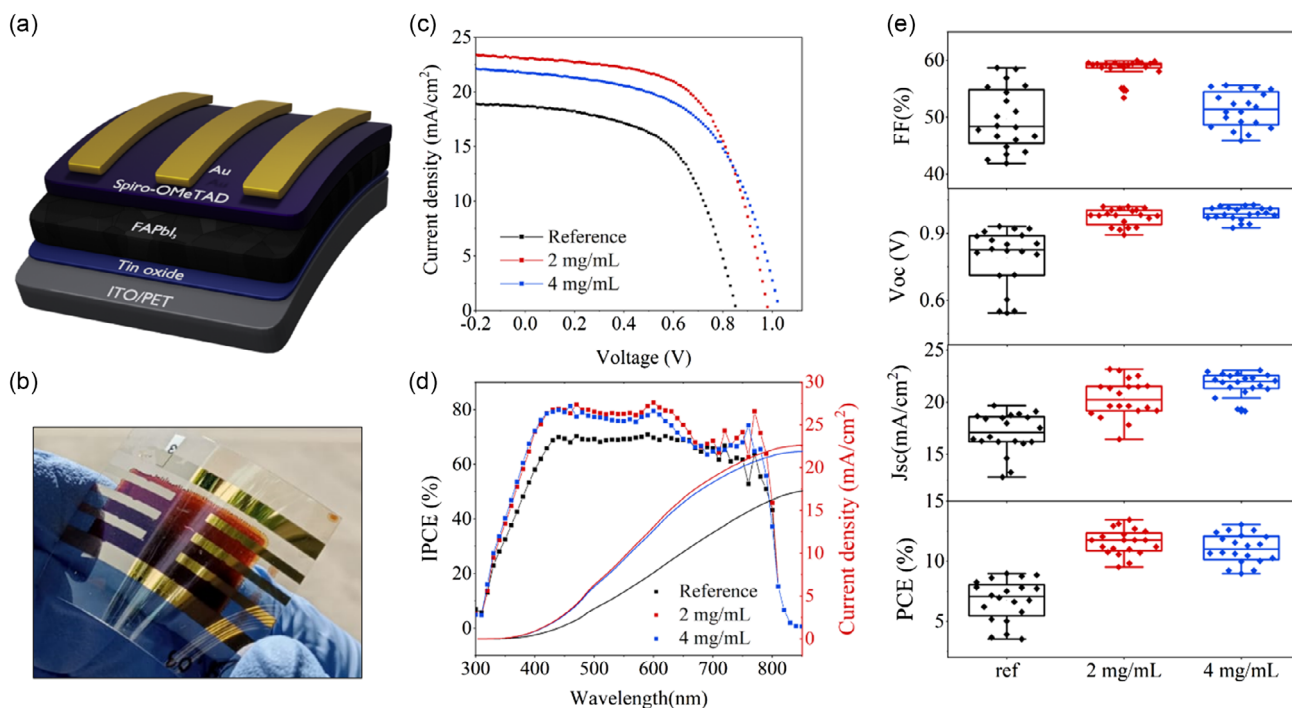 (a)
Au
Spiro-OMeTAD
FAPbI₃
Tin oxide
ITO/PET
(b)
(c)
25
20
15
10
5
0
-0.2
0.0
0.2
0.4
0.6
0.8
1.0
Current density (mA/cm²)
Voltage (V)
Reference
2 mg/mL
4 mg/mL
(d)
80
60
40
20
0
300
400
500
600
700
800
30
25
20
15
10
5
0
IPCE (%)
Current density (mA/cm²)
Wavelength(nm)
Reference
2 mg/mL
4 mg/mL
(e)
60
50
40
FF(%)
0.9
0.6
Voc (V)
25
20
15
Jsc(mA/cm²)
15
10
5
PCE (%)
ref
2 mg/mL
4 mg/mL